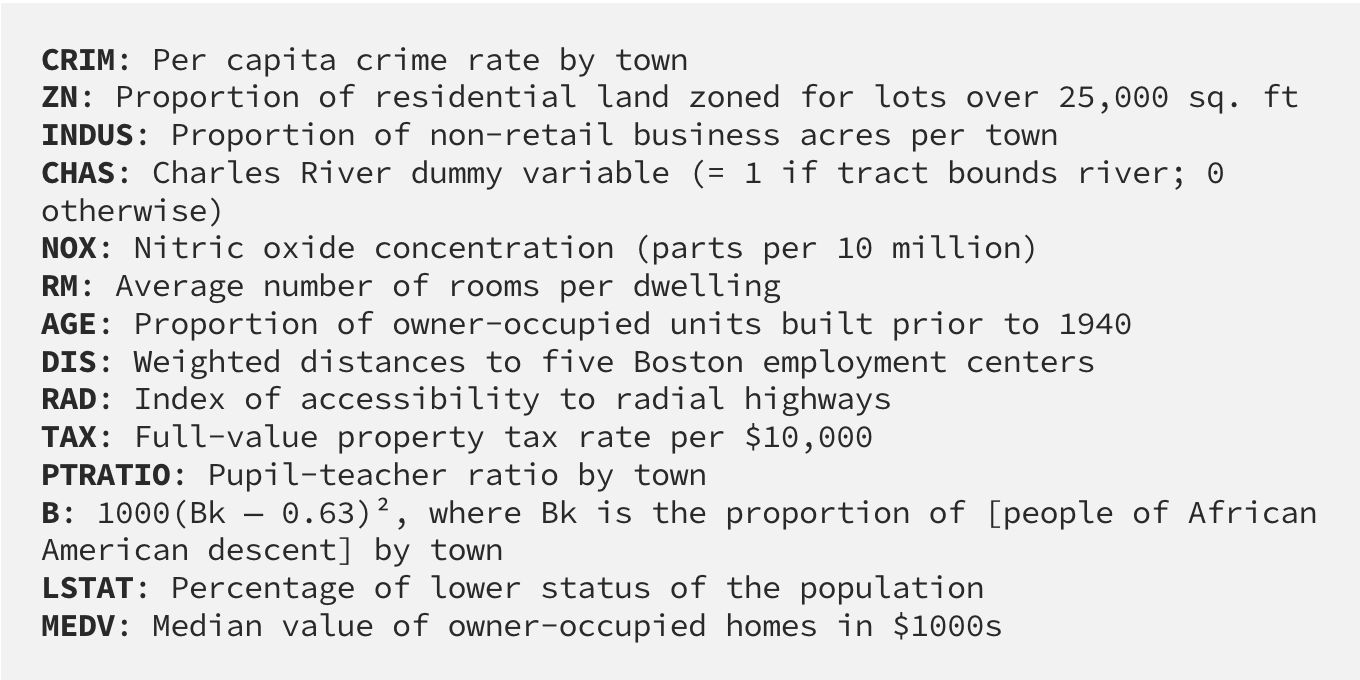 CRIM: Per capita crime rate by town
ZN: Proportion of residential land zoned for lots over 25,000 sq. ft
INDUS: Proportion of non-retail business acres per town
CHAS: Charles River dummy variable (= 1 if tract bounds river; 0
otherwise)
NOX: Nitric oxide concentration (parts per 10 million)
RM: Average number of rooms per dwelling
AGE: Proportion of owner-occupied units built prior to 1940
DIS: Weighted distances to five Boston employment centers
RAD: Index of accessibility to radial highways
TAX: Full-value property tax rate per $10,000
PTRATIO: Pupil-teacher ratio by town
B: 1000(Bk — 0.63)², where Bk is the proportion of [people of African
American descent] by town
LSTAT: Percentage of lower status of the population
MEDV: Median value of owner-occupied homes in $1000s